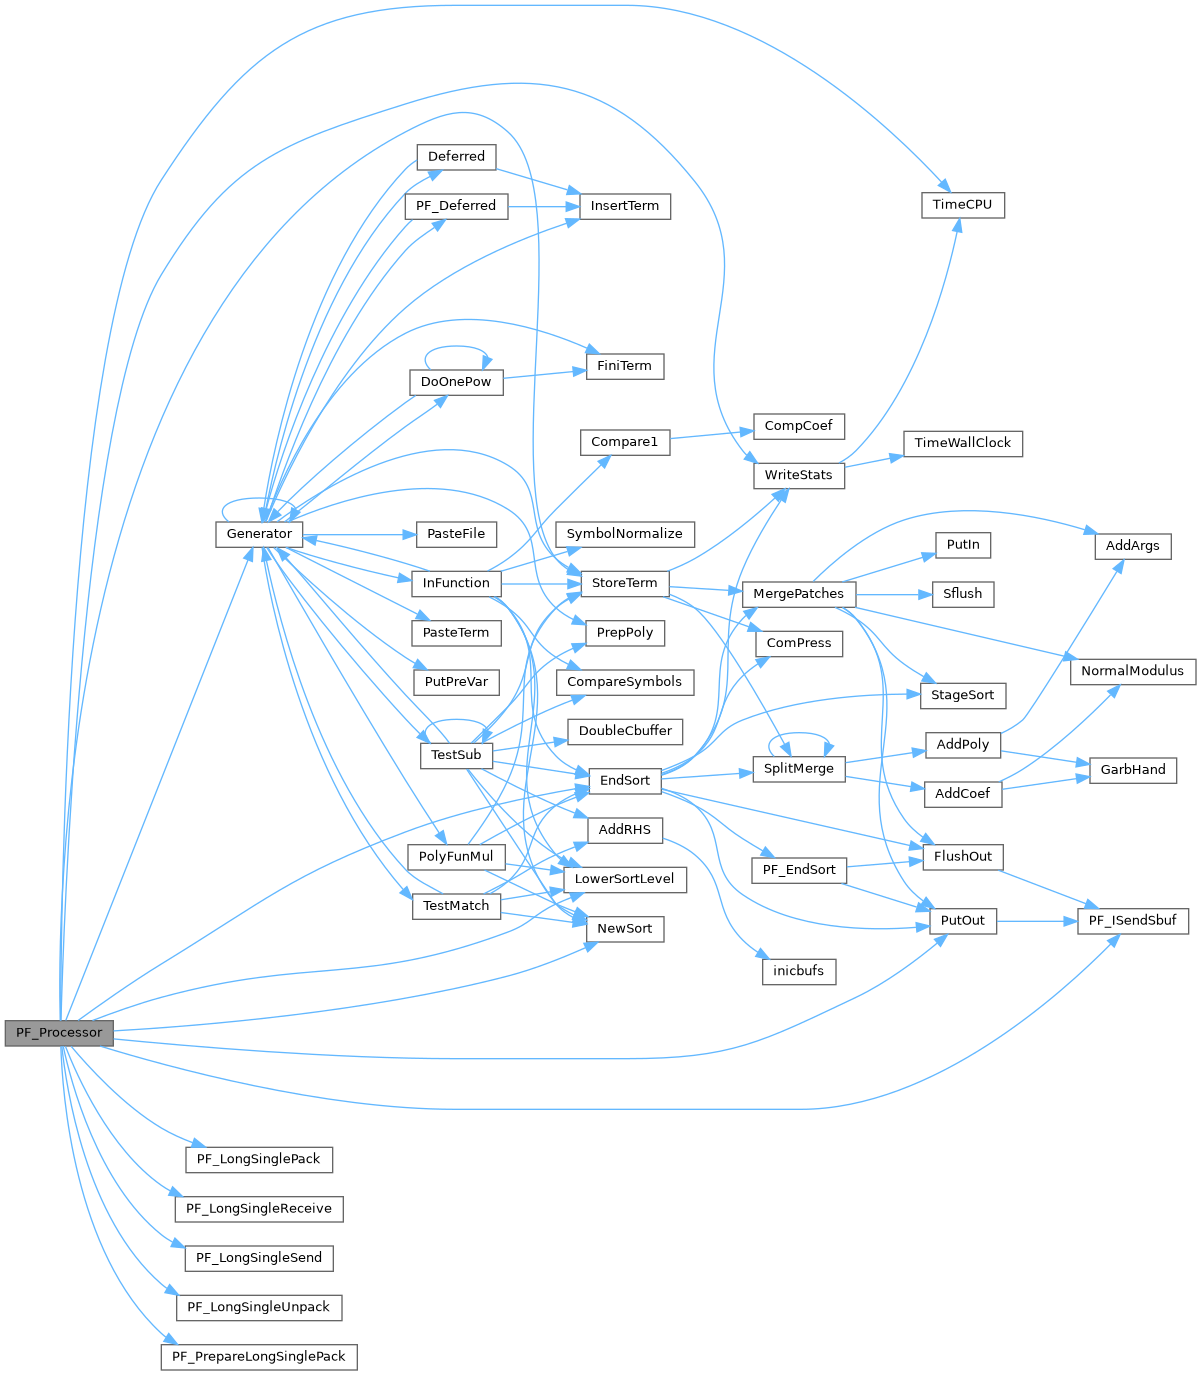 Deferred
PF_Deferred
InsertTerm
TimeCPU
DoOnePow
FiniTerm
Compare1
CompCoef
TimeWallClock
WriteStats
Generator
PasteFile
SymbolNormalize
PutIn
AddArgs
InFunction
StoreTerm
MergePatches
Sflush
PasteTerm
PrepPoly
ComPress
PutPreVar
CompareSymbols
NormalModulus
StageSort
DoubleCbuffer
TestSub
AddPoly
SplitMerge
GarbHand
EndSort
AddCoef
AddRHS
PolyFunMul
FlushOut
PF_EndSort
LowerSortLevel
TestMatch
PutOut
PF_ISendSbuf
NewSort
inicbufs
PF_Processor
PF_LongSinglePack
PF_LongSingleReceive
PF_LongSingleSend
PF_LongSingleUnpack
PF_PrepareLongSinglePack